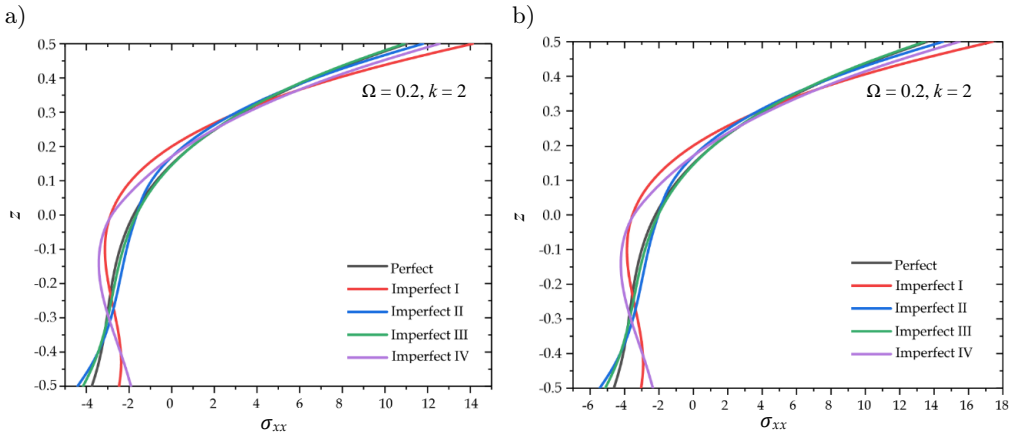 a)
0.5
0.4
0.3
0.2
0.1
0.0
-0.1
-0.2
-0.3
-0.4
-0.5
z
Ω = 0.2, k = 2
Perfect
Imperfect I
Imperfect II
Imperfect III
Imperfect IV
-4 -2 0 2 4 6 8 10 12 14
σxx
b)
0.5
0.4
0.3
0.2
0.1
0.0
-0.1
-0.2
-0.3
-0.4
-0.5
z
Ω = 0.2, k = 2
Perfect
Imperfect I
Imperfect II
Imperfect III
Imperfect IV
-6 -4 -2 0 2 4 6 8 10 12 14 16 18
σxx